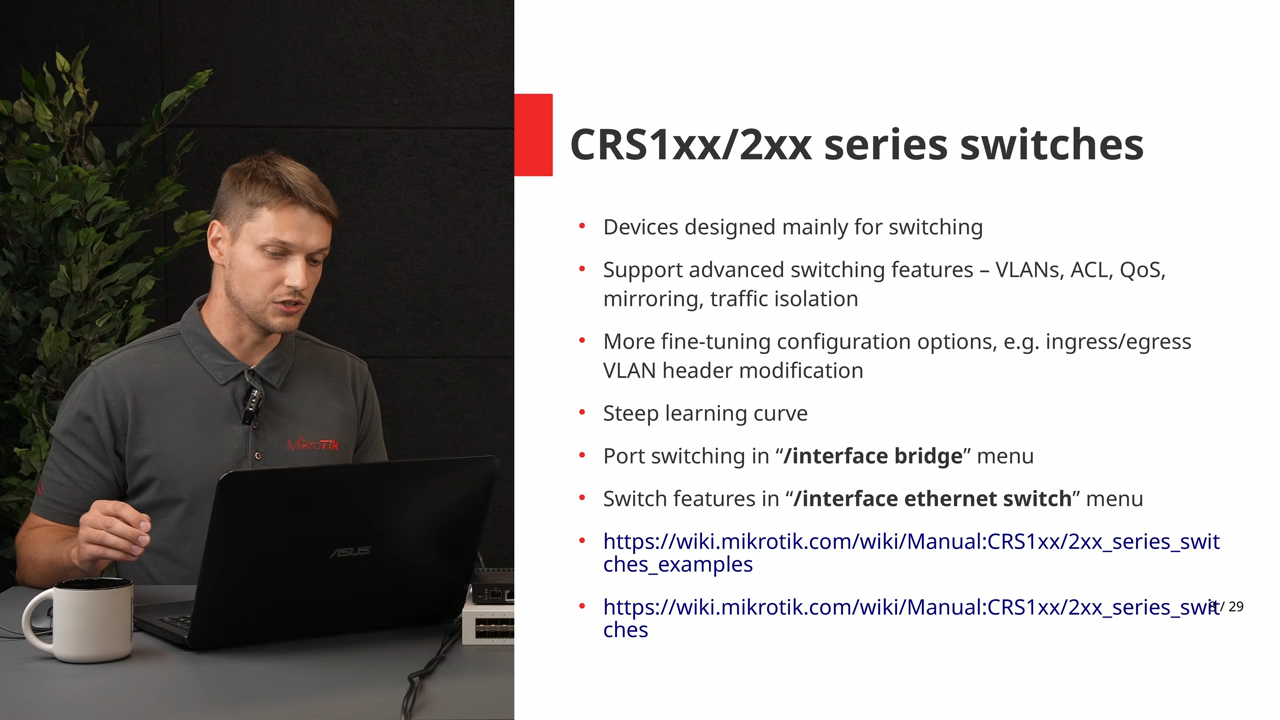 CRS1xx/2xx series switches
• Devices designed mainly for switching
• Support advanced switching features – VLANs, ACL, QoS,
mirroring, traffic isolation
• More fine-tuning configuration options, e.g. ingress/egress
VLAN header modification
• Steep learning curve
• Port switching in “/interface bridge” menu
• Switch features in “/interface ethernet switch” menu
• https://wiki.mikrotik.com/wiki/Manual:CRS1xx/2xx_series_swit
ches_examples
• https://wiki.mikrotik.com/wiki/Manual:CRS1xx/2xx_series_swit
ches
/ 29
MikroTik
ASUS